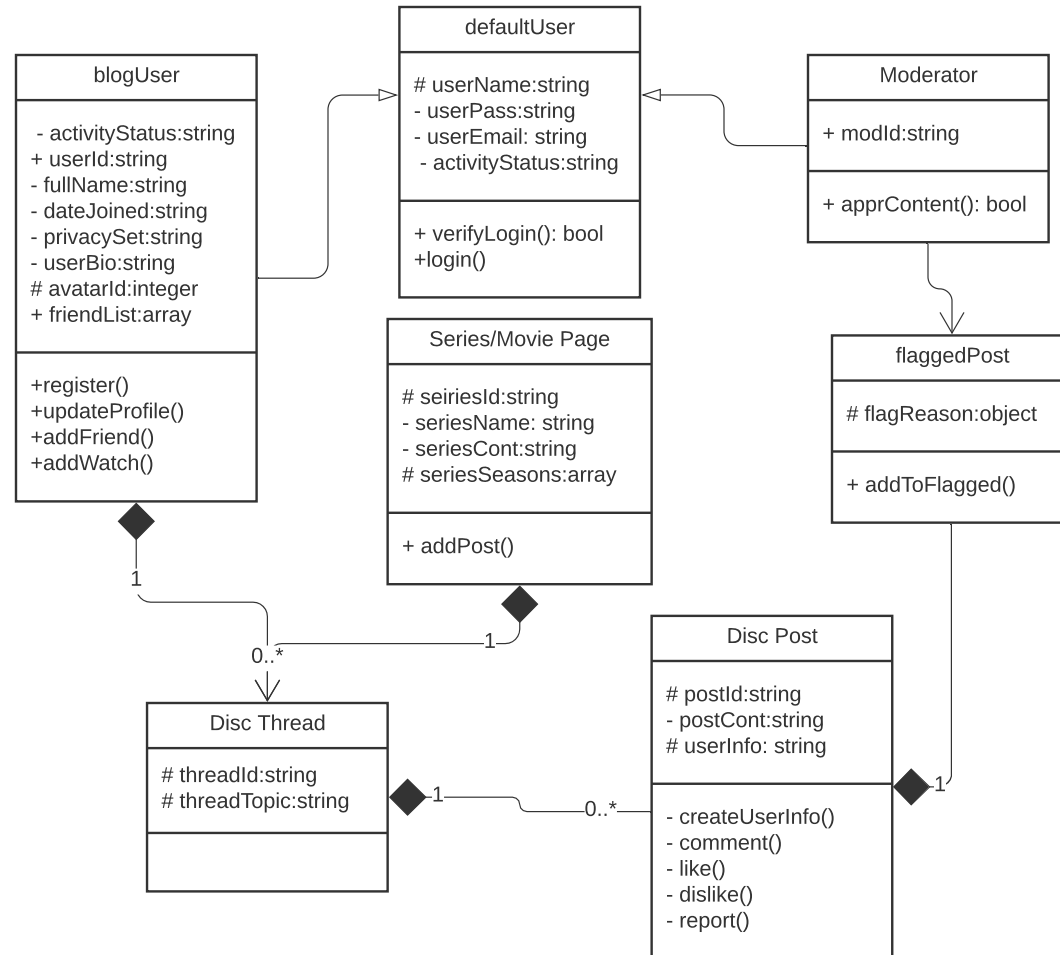 defaultUser
# userName:string
- userPass:string
- userEmail: string
- activityStatus:string
+ verifyLogin(): bool
+login()
blogUser
- activityStatus:string
+ userId:string
- fullName:string
- dateJoined:string
- privacySet:string
- userBio:string
# avatarId:integer
+ friendList:array
+register()
+updateProfile()
+addFriend()
+addWatch()
Moderator
+ modId:string
+ apprContent(): bool
Series/Movie Page
# seiriesId:string
- seriesName: string
- seriesCont:string
# seriesSeasons:array
+ addPost()
flaggedPost
# flagReason:object
+ addToFlagged()
1
1
0..*
Disc Thread
# threadId:string
# threadTopic:string
1
0..*
Disc Post
# postId:string
- postCont:string
# userInfo: string
- createUserInfo()
- comment()
- like()
- dislike()
- report()
1